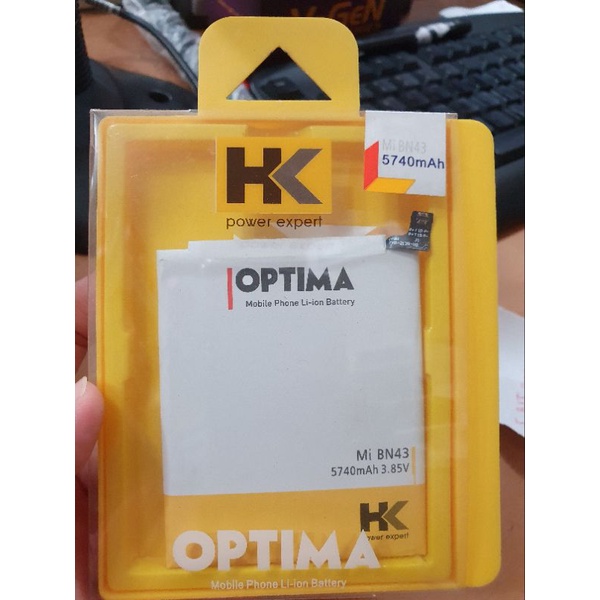 V-GeN
Mi BN43
5740mAh
HK
power expert
OPTIMA
Mobile Phone Li-ion Battery
Mi BN43
5740mAh 3.85V
HK
power expert
OPTIMA
Mobile Phone Li-ion Battery